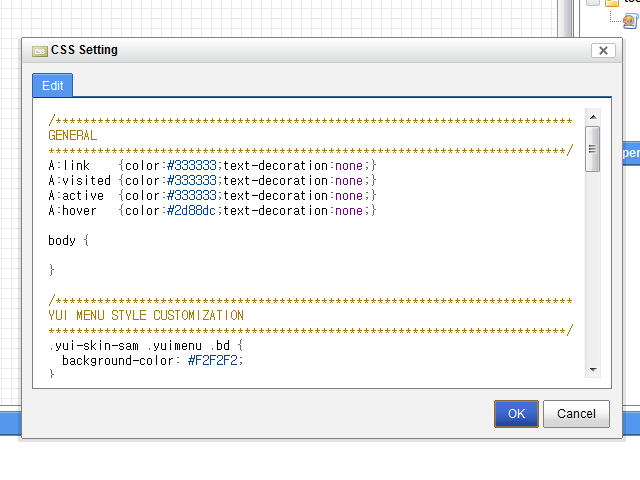 CSS Setting
Edit
/**************************************************************************
GENERAL
**************************************************************************/
A:link    {color:#333333;text-decoration:none;}
A:visited {color:#333333;text-decoration:none;}
A:active  {color:#333333;text-decoration:none;}
A:hover   {color:#2d88dc;text-decoration:none;}
body {
}
/**************************************************************************
YUI MENU STYLE CUSTOMIZATION
**************************************************************************/
.yui-skin-sam .yuimenu .bd {
  background-color: #F2F2F2;
}
OK
Cancel